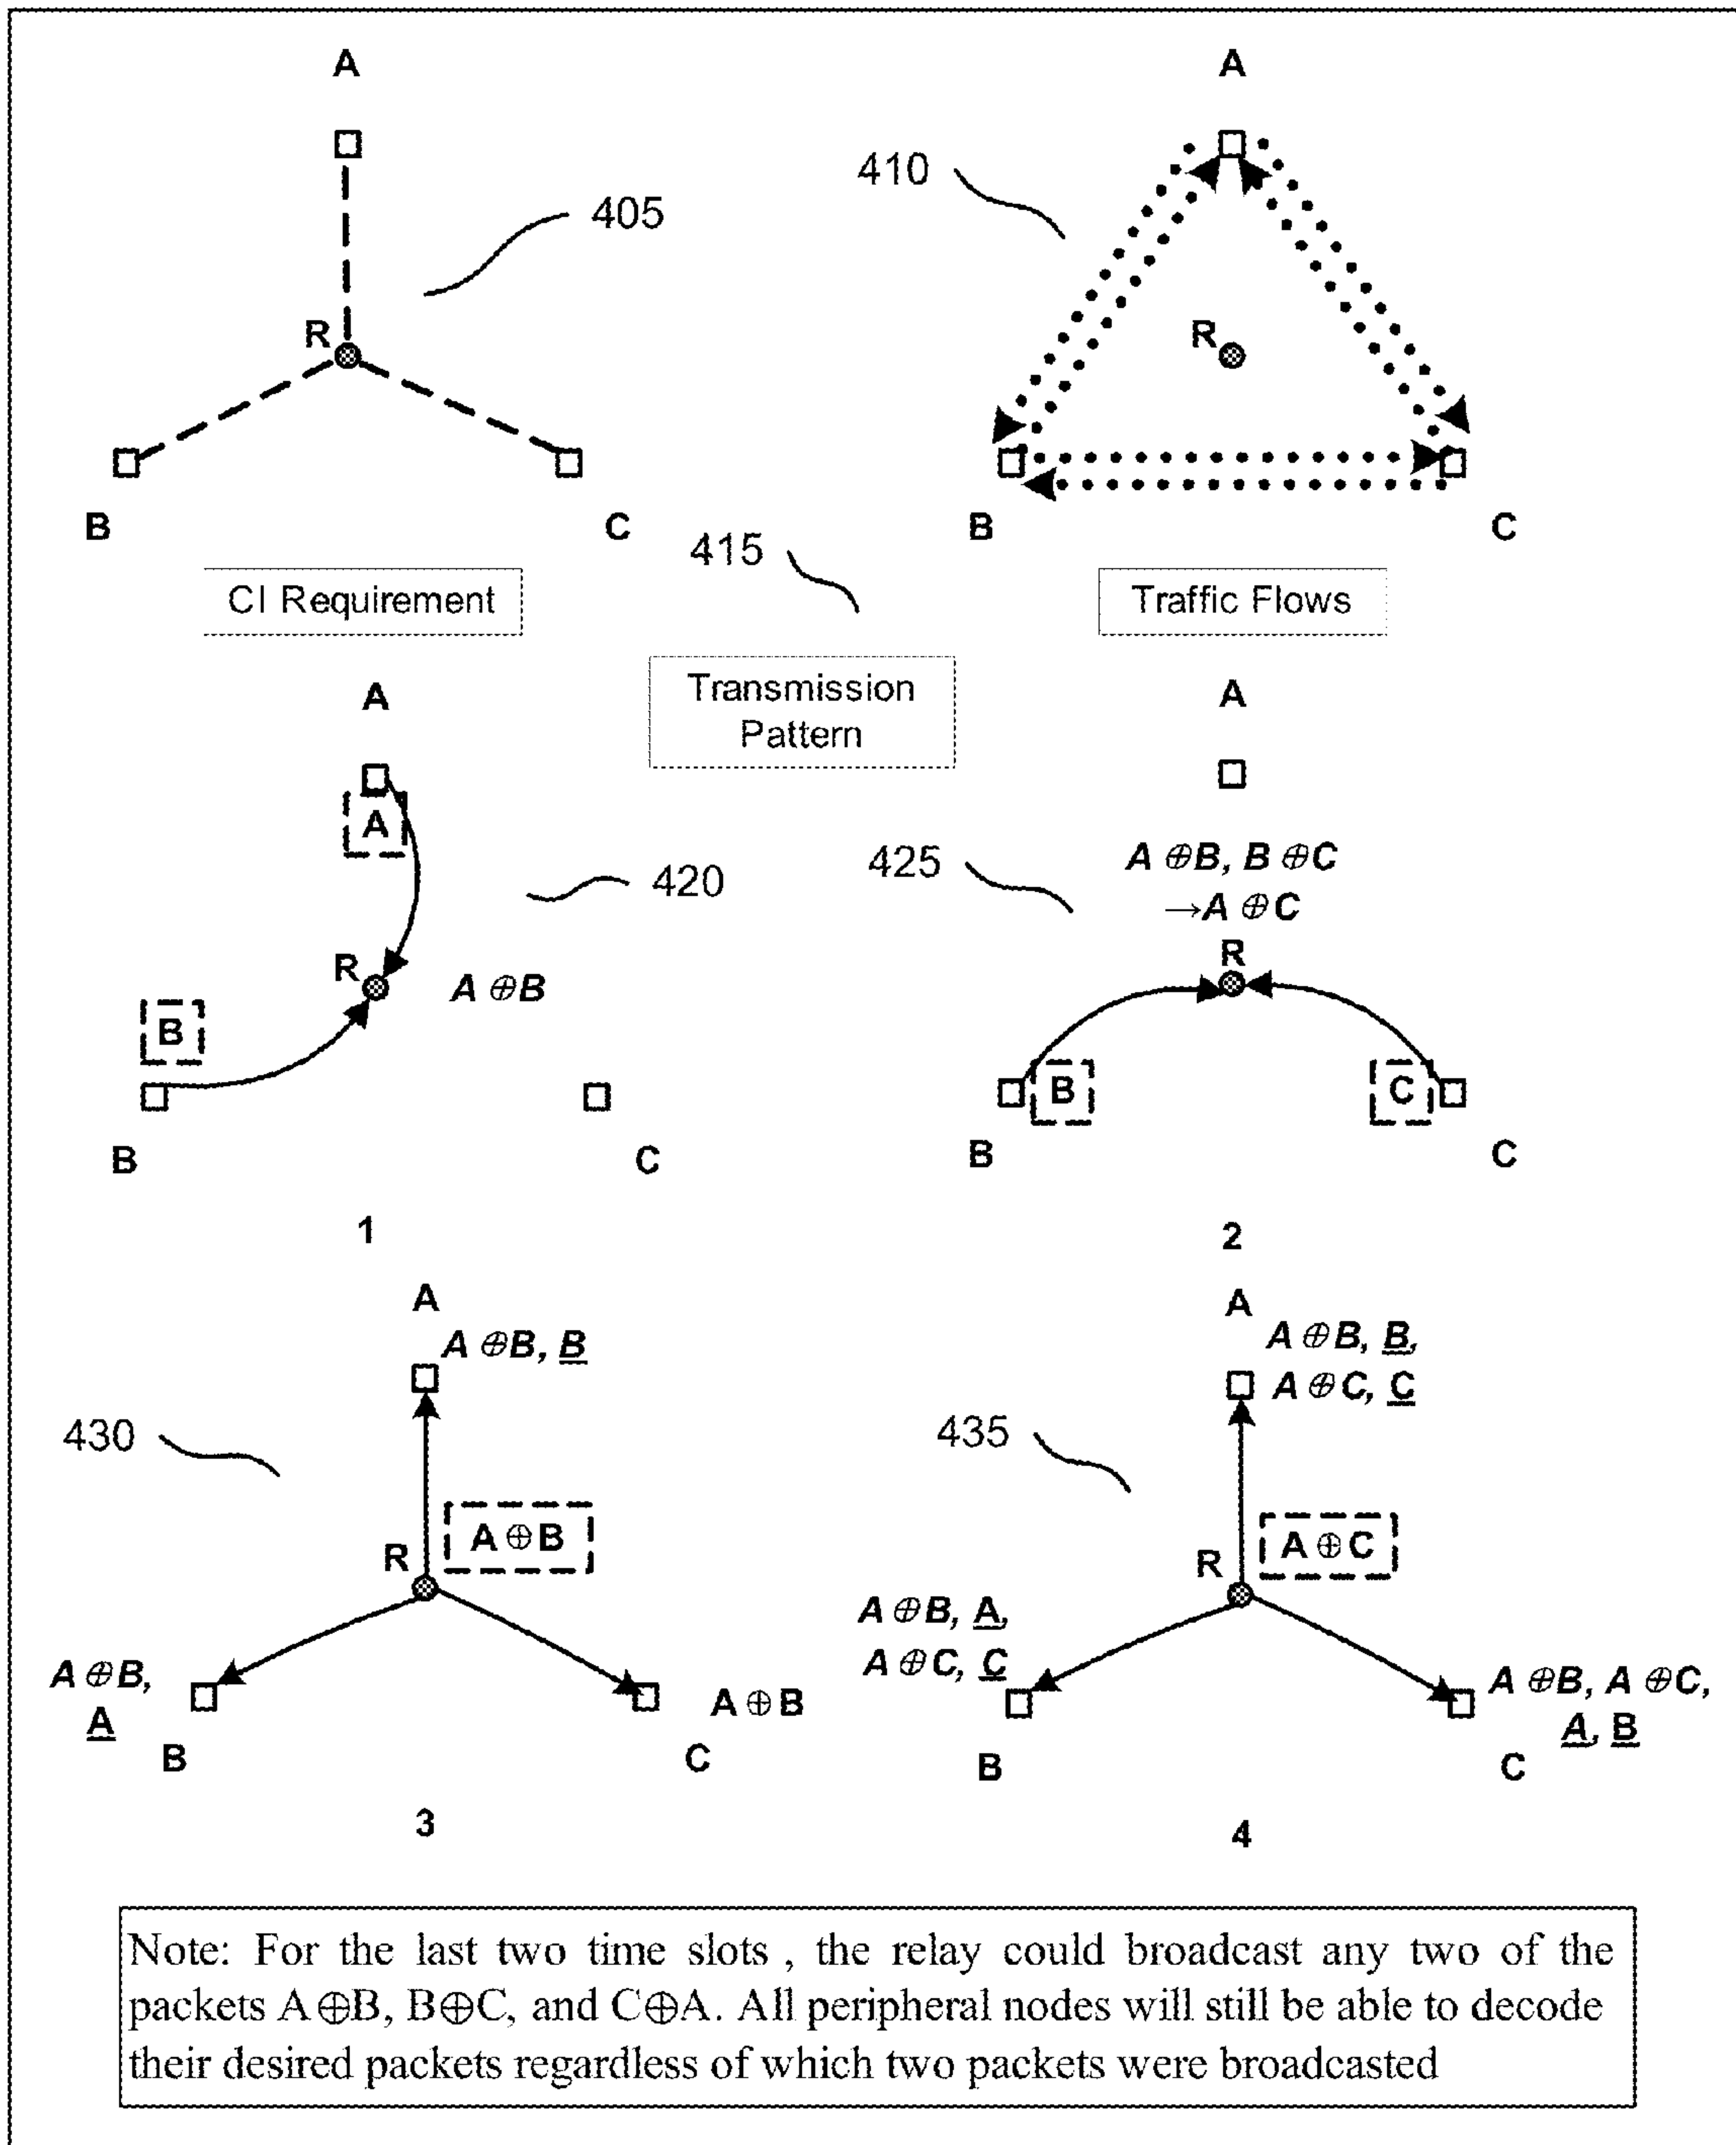 A
A
410
405
R
R
B
C
B
C
415
CI Requirement
Traffic Flows
Transmission
Pattern
A
A
A
420
425
A ⊕B, B ⊕C
→A ⊕C
R
A ⊕B
R
B
B
C
B
C
B
C
1
2
A
A ⊕B, B
A
A ⊕B, B,
A ⊕C, C
430
435
A ⊕ B
R
A ⊕ C
R
A ⊕B,
A
B
A ⊕ B
C
A ⊕B, A,
A ⊕C, C
B
A ⊕B, A ⊕C,
A, B
C
3
4
Note: For the last two time slots , the relay could broadcast any two of the
packets A⊕B, B⊕C, and C⊕A. All peripheral nodes will still be able to decode
their desired packets regardless of which two packets were broadcasted